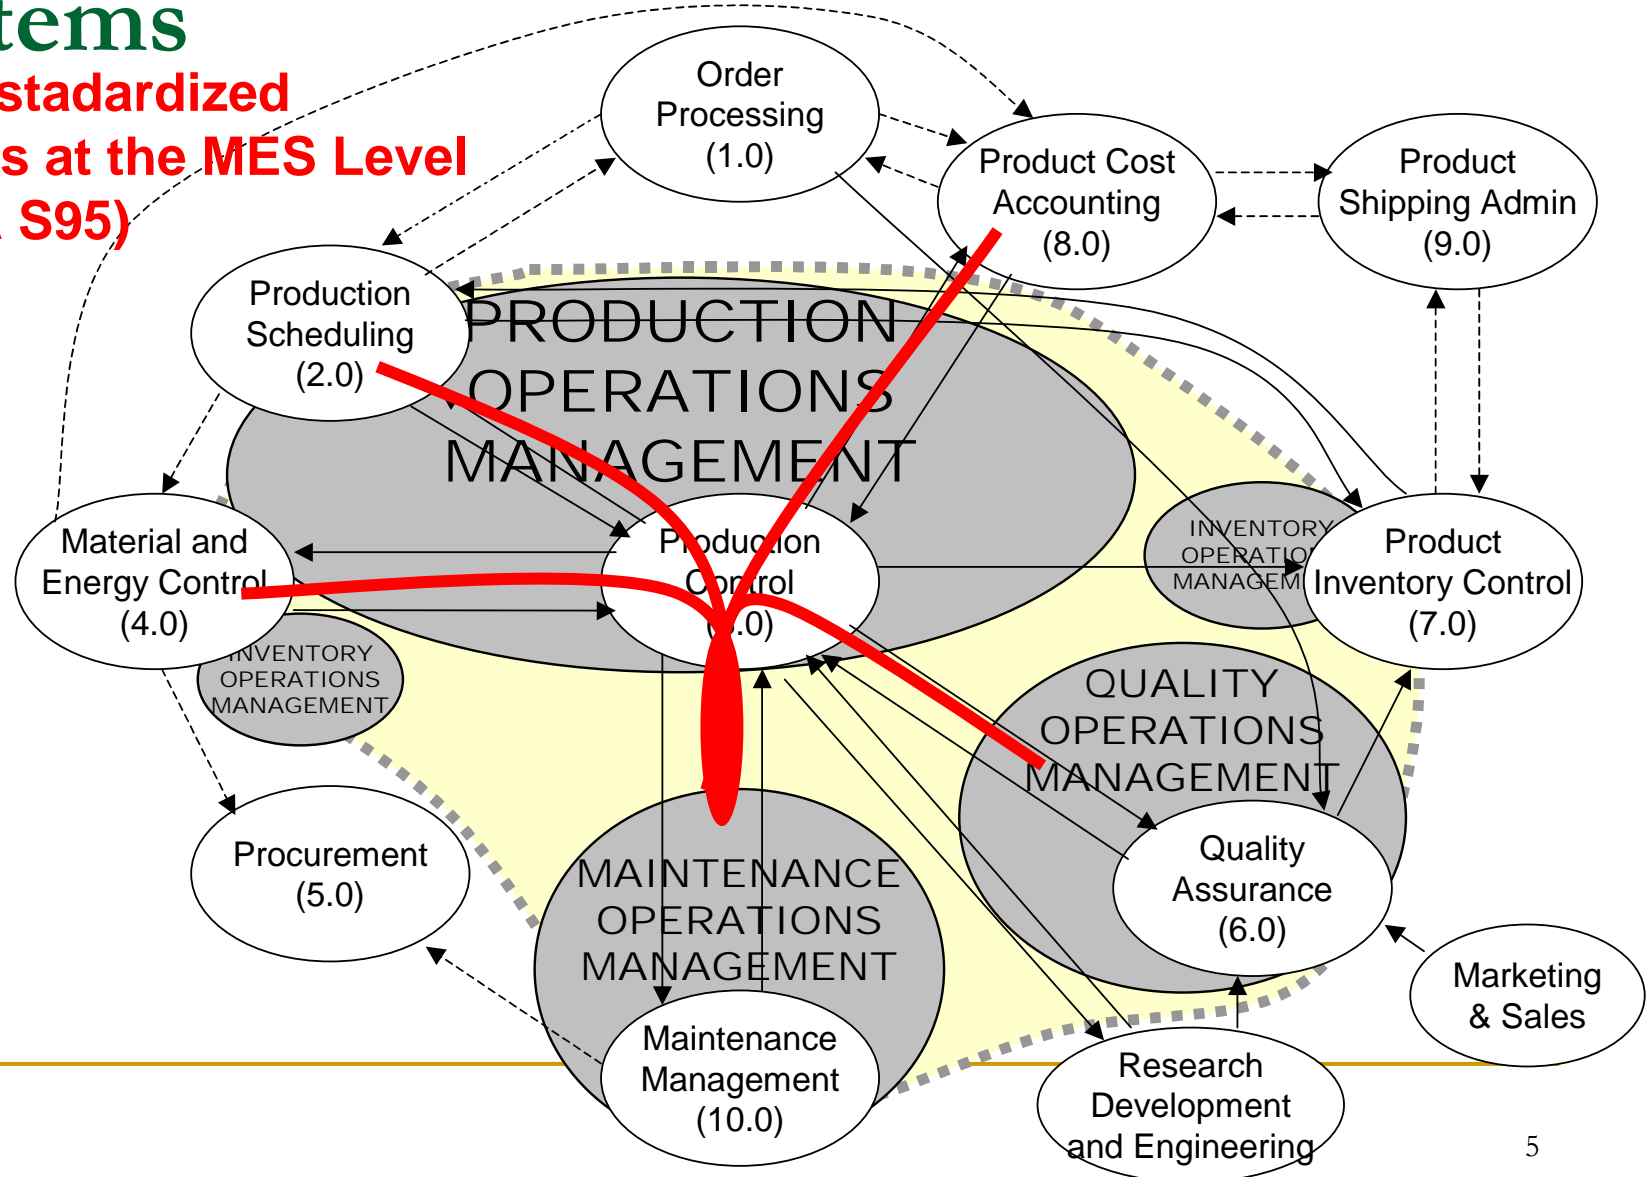 tems
stadardized
s at the MES Level
S95)
Order
Processing
(1.0)
Product Cost
Accounting
(8.0)
Product
Shipping Admin
(9.0)
Production
Scheduling
(2.0)
PRODUCTION
OPERATIONS
MANAGEMENT
Material and
Energy Control
(4.0)
Production
Control
.0)
INVENTORY
OPERATIO
MANAGEM
Product
Inventory Control
(7.0)
INVENTORY
OPERATIONS
MANAGEMENT
QUALITY
OPERATIONS
MANAGEMENT
Procurement
(5.0)
MAINTENANCE
OPERATIONS
MANAGEMENT
Quality
Assurance
(6.0)
Marketing
& Sales
Maintenance
Management
(10.0)
Research
Development
and Engineering
5